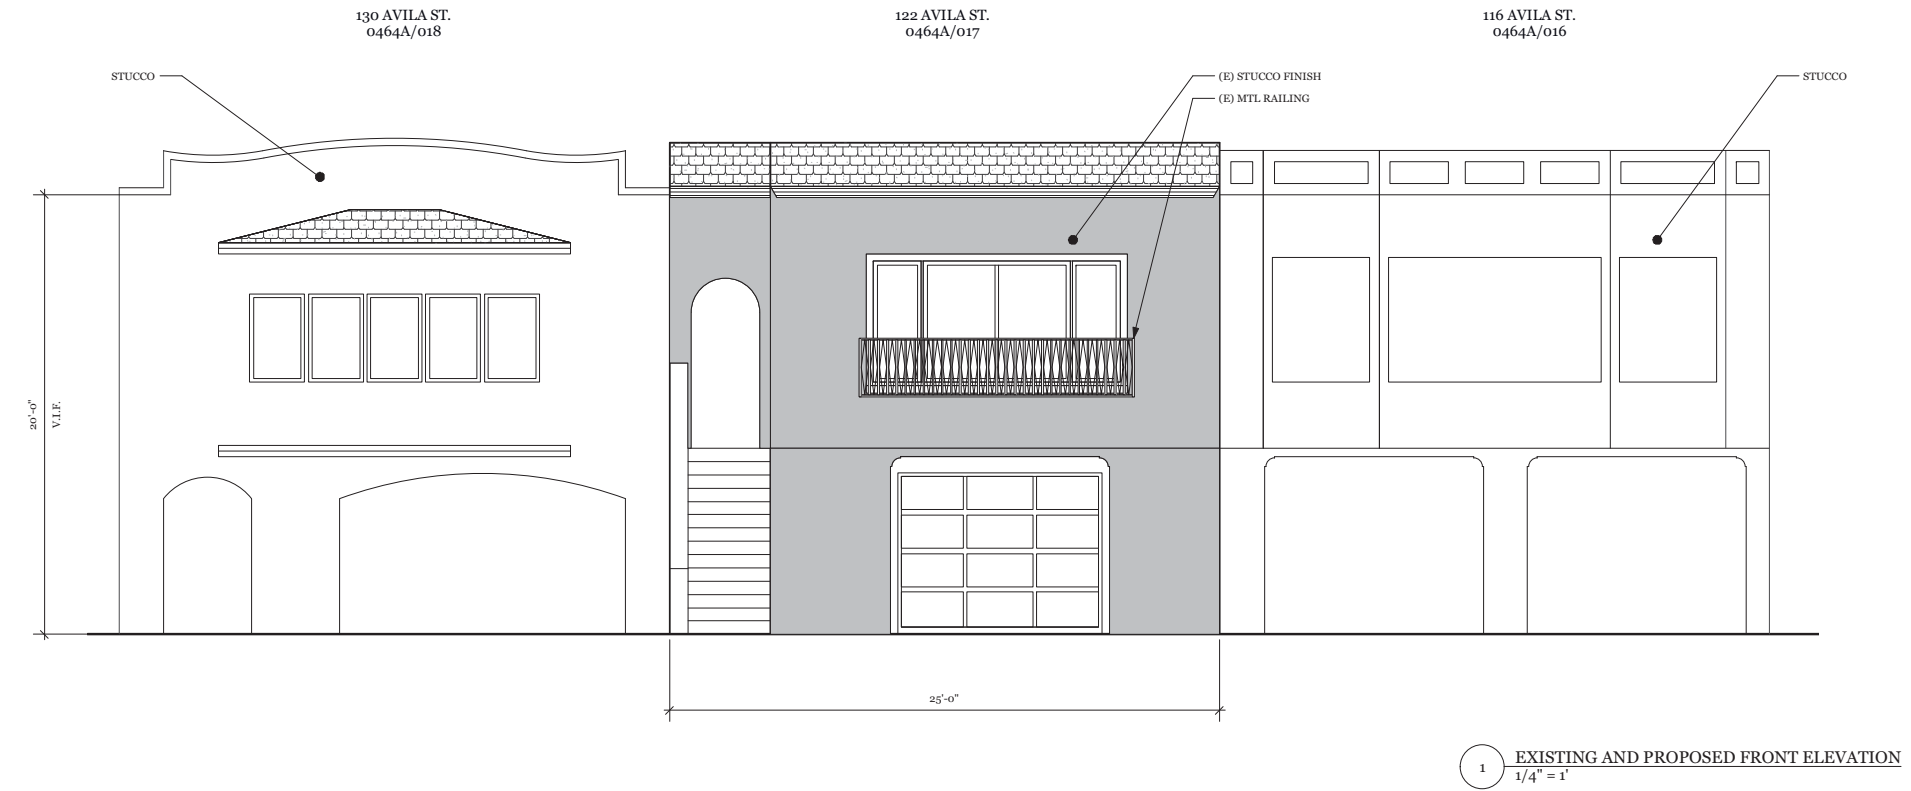 130 AVILA ST.
0464A/018
122 AVILA ST.
0464A/017
116 AVILA ST.
0464A/016
STUCCO
(E) STUCCO FINISH
(E) MTL RAILING
STUCCO
20'-0"
V.I.F.
25'-0"
1
EXISTING AND PROPOSED FRONT ELEVATION
1/4" = 1'